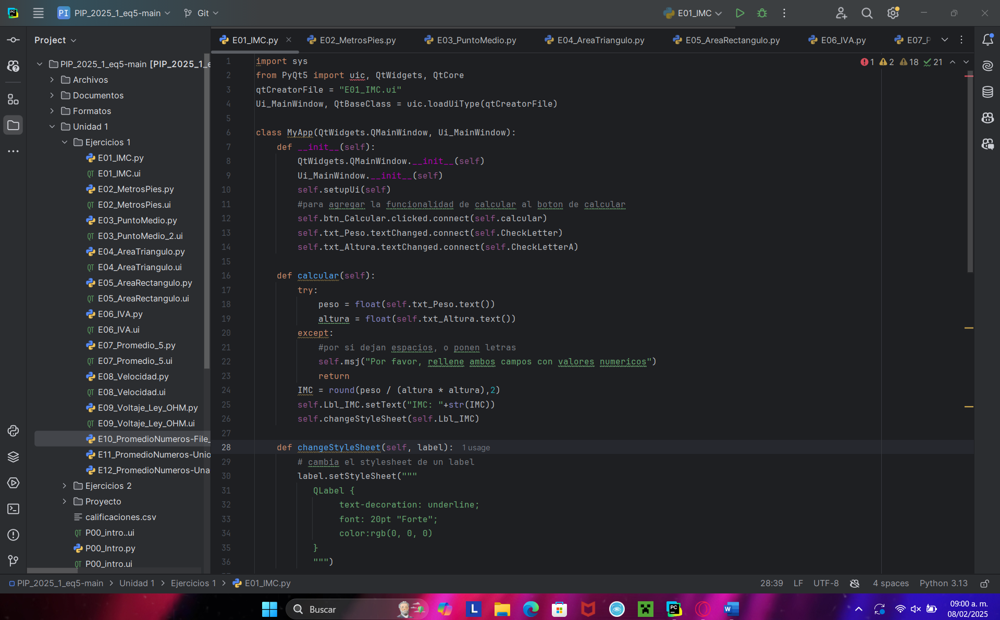 PI PIP_2025_1_eq5-main Git E01_IMC
Project
E01_IMC.py E02_MetrosPies.py E03_PuntoMedio.py E04_AreaTriangulo.py E05_AreaRectangulo.py E06_IVA.py E07_P
PIP_2025_1_eq5-main [PIP_2025_1_e
Archivos
Documentos
Formatos
Unidad 1
Ejercicios 1
E01_IMC.py
E01_IMC.ui
E02_MetrosPies.py
E02_MetrosPies.ui
E03_PuntoMedio.py
E03_PuntoMedio_2.ui
E04_AreaTriangulo.py
E04_AreaTriangulo.ui
E05_AreaRectangulo.py
E05_AreaRectangulo.ui
E06_IVA.py
E06_IVA.ui
E07_Promedio_5.py
E07_Promedio_5.ui
E08_Velocidad.py
E08_Velocidad.ui
E09_Voltaje_Ley_OHM.py
E09_Voltaje_Ley_OHM.ui
E10_PromedioNumeros-File_
E11_PromedioNumeros-Unio
E12_PromedioNumeros-Una
Ejercicios 2
Proyecto
calificaciones.csv
P00_intro..ui
P00_Intro.py
P00_intro.ui
1 2 18 21
1 import sys
2 from PyQt5 import uic, QtWidgets, QtCore
3 qtCreatorFile = "E01_IMC.ui"
4 Ui_MainWindow, QtBaseClass = uic.loadUiType(qtCreatorFile)
5
6 class MyApp(QtWidgets.QMainWindow, Ui_MainWindow):
7 def __init__(self):
8 QtWidgets.QMainWindow.__init__(self)
9 Ui_MainWindow.__init__(self)
10 self.setupUi(self)
11 #para agregar la funcionalidad de calcular al boton de calcular
12 self.btn_Calcular.clicked.connect(self.calcular)
13 self.txt_Peso.textChanged.connect(self.CheckLetter)
14 self.txt_Altura.textChanged.connect(self.CheckLetterA)
15
16 def calcular(self):
17 try:
18 peso = float(self.txt_Peso.text())
19 altura = float(self.txt_Altura.text())
20 except:
21 #por si dejan espacios, o ponen letras
22 self.msj("Por favor, rellene ambos campos con valores numericos")
23 return
24 IMC = round(peso / (altura * altura),2)
25 self.Lbl_IMC.setText("IMC: "+str(IMC))
26 self.changeStyleSheet(self.Lbl_IMC)
27
28 def changeStyleSheet(self, label): 1 usage
29 # cambia el stylesheet de un label
30 label.setStyleSheet("""
31 QLabel {
32 text-decoration: underline;
33 font: 20pt "Forte";
34 color:rgb(0, 0, 0)
35 }
36 """)
PIP_2025_1_eq5-main > Unidad 1 > Ejercicios 1 > E01_IMC.py 28:39 LF UTF-8 4 spaces Python 3.13
Buscar
09:00 a. m.
08/02/2025